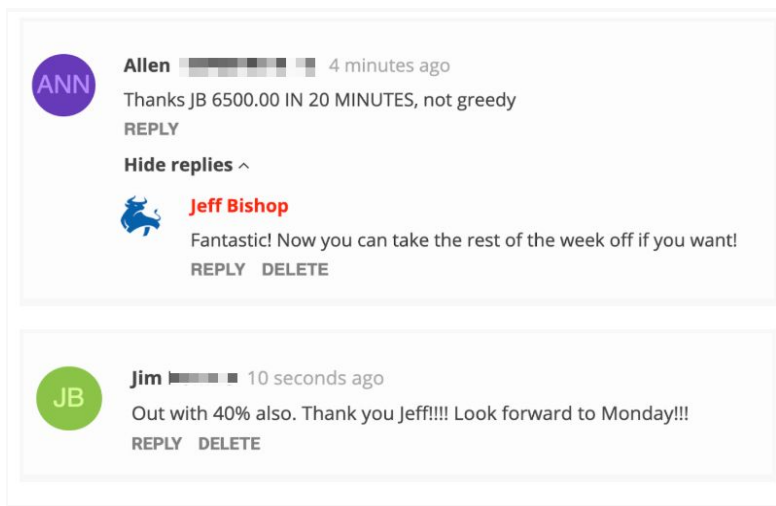 ANN
Allen 4 minutes ago
Thanks JB 6500.00 IN 20 MINUTES, not greedy
REPLY
Hide replies ^
Jeff Bishop
Fantastic! Now you can take the rest of the week off if you want!
REPLY DELETE
JB
Jim 10 seconds ago
Out with 40% also. Thank you Jeff!!!! Look forward to Monday!!!
REPLY DELETE